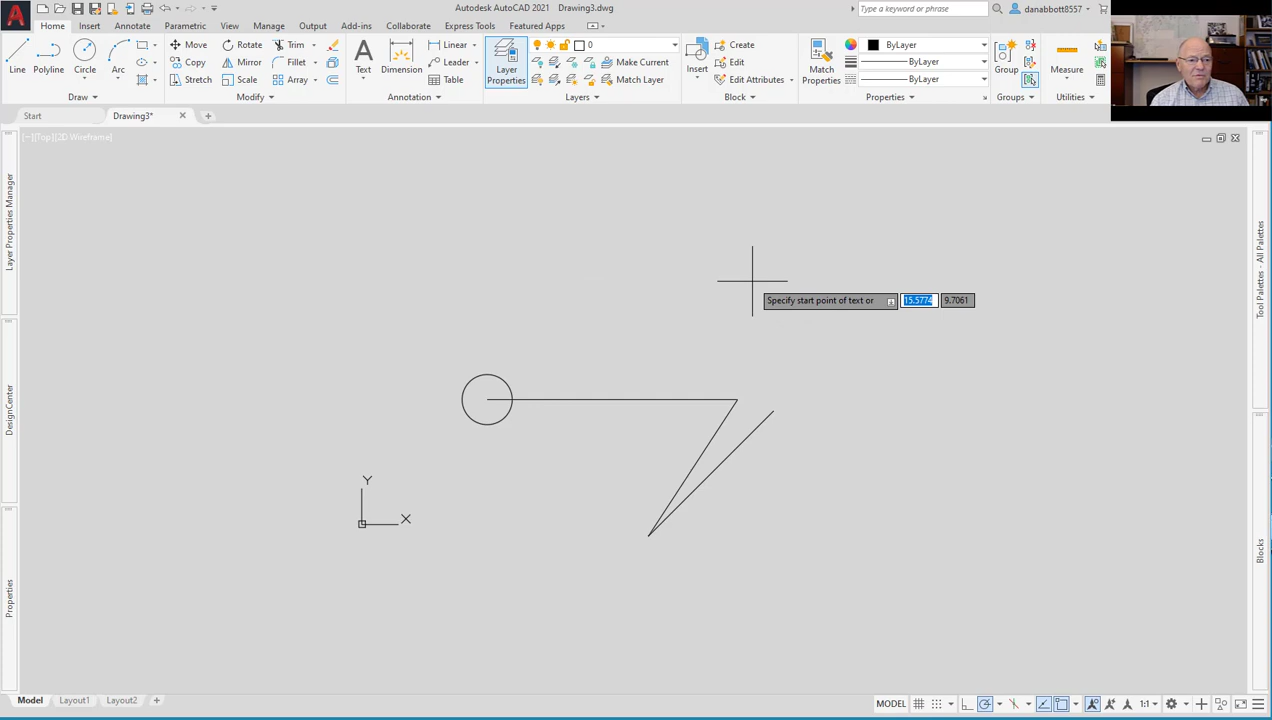 Autodesk AutoCAD 2021 Drawing3.dwg
Type a keyword or phrase
danabbott8557
Home Insert Annotate Parametric View Manage Output Add-ins Collaborate Express Tools Featured Apps
Line Polyline Circle Arc
Move Rotate Trim
Copy Mirror Fillet
Stretch Scale Array
Text Dimension
Linear
Leader
Table
Layer Properties
0
Make Current
Match Layer
Insert
Create
Edit
Edit Attributes
Match Properties
ByLayer
ByLayer
ByLayer
Group
Measure
Draw Modify Annotation Layers Block Properties Groups Utilities
Start Drawing3*
[−][Top][2D Wireframe]
Layer Properties Manager
DesignCenter
Properties
Specify start point of text or 15.5774 9.7061
Y
X
Tool Palettes - All Palettes
Blocks
Model Layout1 Layout2
MODEL 1:1